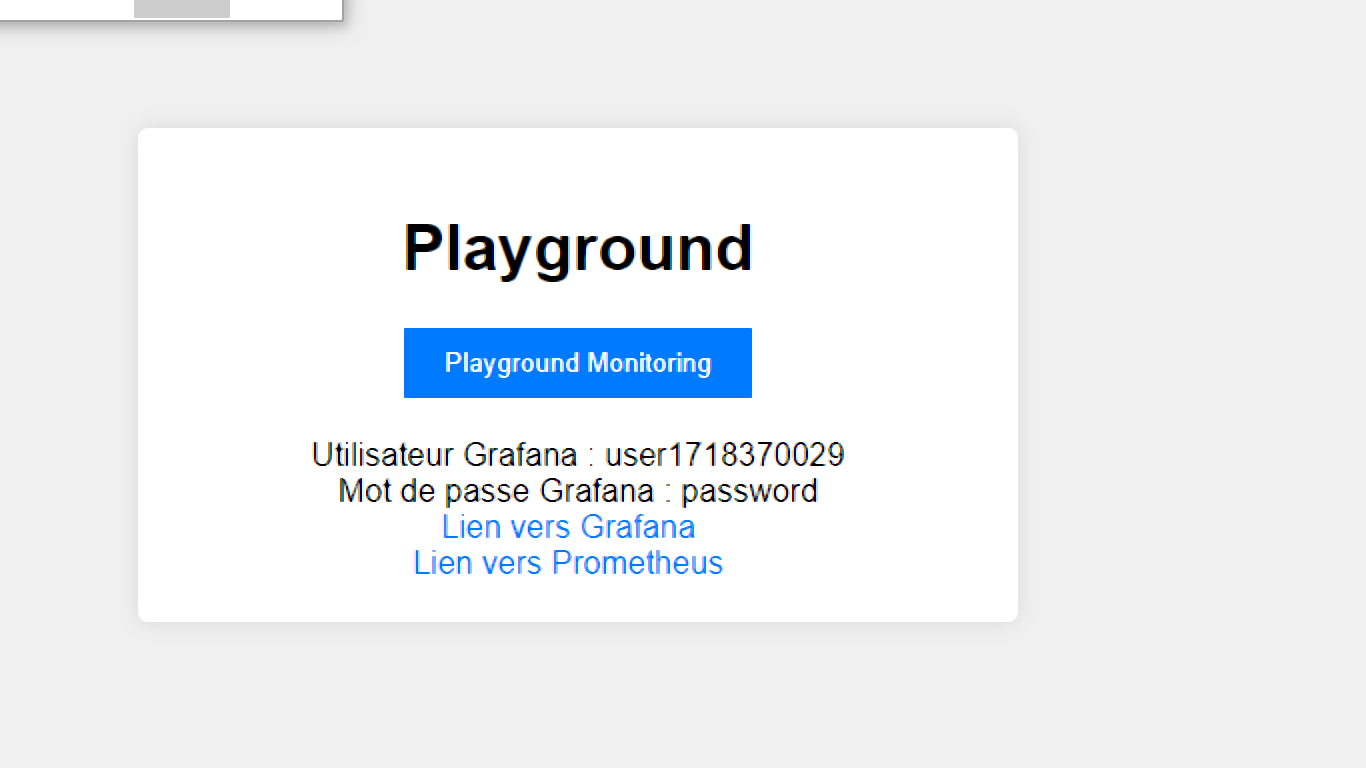 Playground
Playground Monitoring
Utilisateur Grafana : user1718370029
Mot de passe Grafana : password
Lien vers Grafana
Lien vers Prometheus